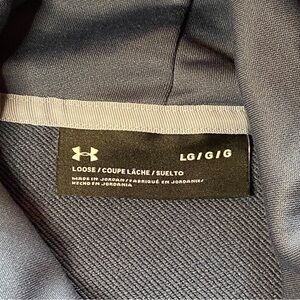 LG/G/G
LOOSE/COUPE LÂCHE/SUELTO
MADE IN JORDAN/FABRIQUÉ EN JORDANIE/
HECHO EN JORDANIA